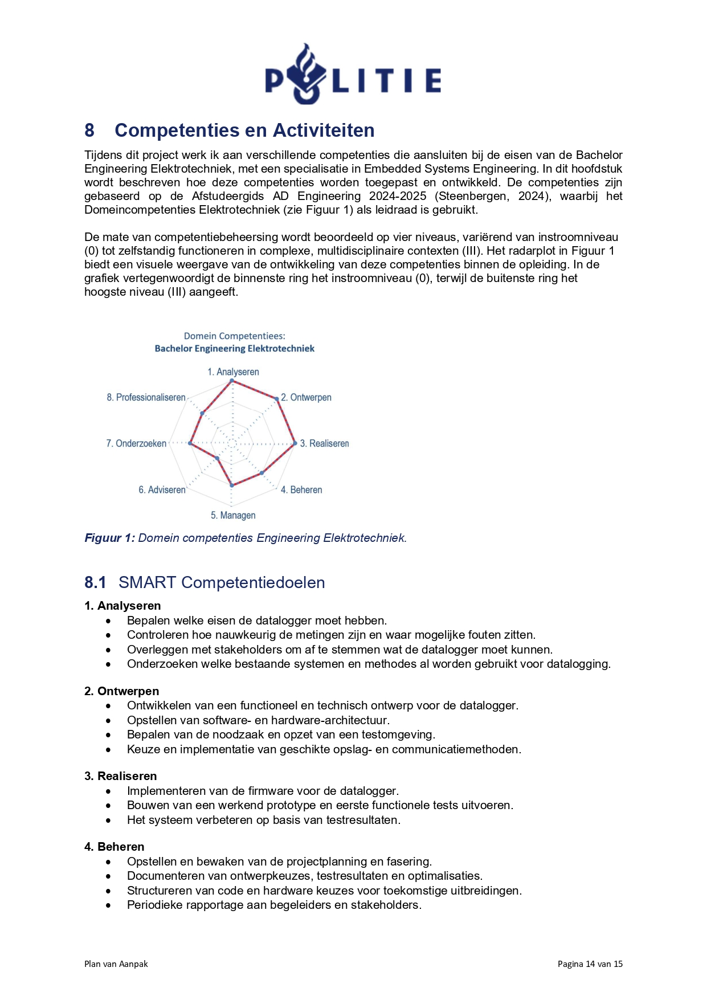 POLITIE
8 Competenties en Activiteiten
Tijdens dit project werk ik aan verschillende competenties die aansluiten bij de eisen van de Bachelor
Engineering Elektrotechniek, met een specialisatie in Embedded Systems Engineering. In dit hoofdstuk
wordt beschreven hoe deze competenties worden toegepast en ontwikkeld. De competenties zijn
gebaseerd op de Afstudeergids AD Engineering 2024-2025 (Steenbergen, 2024), waarbij het
Domeincompetenties Elektrotechniek (zie Figuur 1) als leidraad is gebruikt.
De mate van competentiebeheersing wordt beoordeeld op vier niveaus, variërend van instroomniveau
(0) tot zelfstandig functioneren in complexe, multidisciplinaire contexten (III). Het radarplot in Figuur 1
biedt een visuele weergave van de ontwikkeling van deze competenties binnen de opleiding. In de
grafiek vertegenwoordigt de binnenste ring het instroomniveau (0), terwijl de buitenste ring het
hoogste niveau (III) aangeeft.
Domein Competentiees:
Bachelor Engineering Elektrotechniek
1. Analyseren
8. Professionaliseren
2. Ontwerpen
7. Onderzoeken
3. Realiseren
6. Adviseren
4. Beheren
5. Managen
Figuur 1: Domein competenties Engineering Elektrotechniek.
8.1 SMART Competentiedoelen
1. Analyseren
• Bepalen welke eisen de datalogger moet hebben.
• Controleren hoe nauwkeurig de metingen zijn en waar mogelijke fouten zitten.
• Overleggen met stakeholders om af te stemmen wat de datalogger moet kunnen.
• Onderzoeken welke bestaande systemen en methodes al worden gebruikt voor datalogging.
2. Ontwerpen
• Ontwikkelen van een functioneel en technisch ontwerp voor de datalogger.
• Opstellen van software- en hardware-architectuur.
• Bepalen van de noodzaak en opzet van een testomgeving.
• Keuze en implementatie van geschikte opslag- en communicatiemethoden.
3. Realiseren
• Implementeren van de firmware voor de datalogger.
• Bouwen van een werkend prototype en eerste functionele tests uitvoeren.
• Het systeem verbeteren op basis van testresultaten.
4. Beheren
• Opstellen en bewaken van de projectplanning en fasering.
• Documenteren van ontwerpkeuzes, testresultaten en optimalisaties.
• Structureren van code en hardware keuzes voor toekomstige uitbreidingen.
• Periodieke rapportage aan begeleiders en stakeholders.
Plan van Aanpak
Pagina 14 van 15